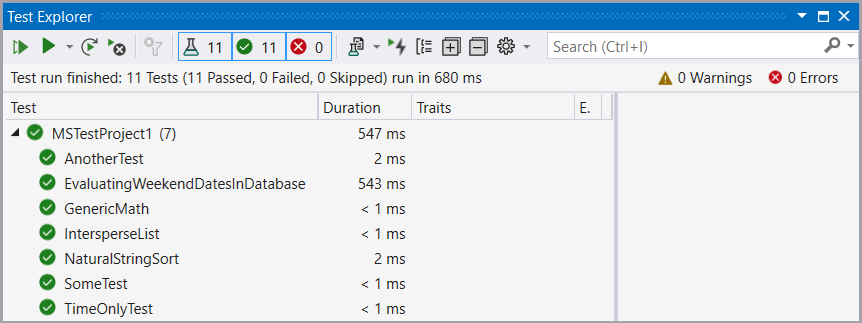 Test Explorer
11 11 0 Search (Ctrl+I)
Test run finished: 11 Tests (11 Passed, 0 Failed, 0 Skipped) run in 680 ms 0 Warnings 0 Errors
Test Duration Traits E.
MSTestProject1 (7) 547 ms
AnotherTest 2 ms
EvaluatingWeekendDatesInDatabase 543 ms
GenericMath < 1 ms
IntersperseList < 1 ms
NaturalStringSort 2 ms
SomeTest < 1 ms
TimeOnlyTest < 1 ms